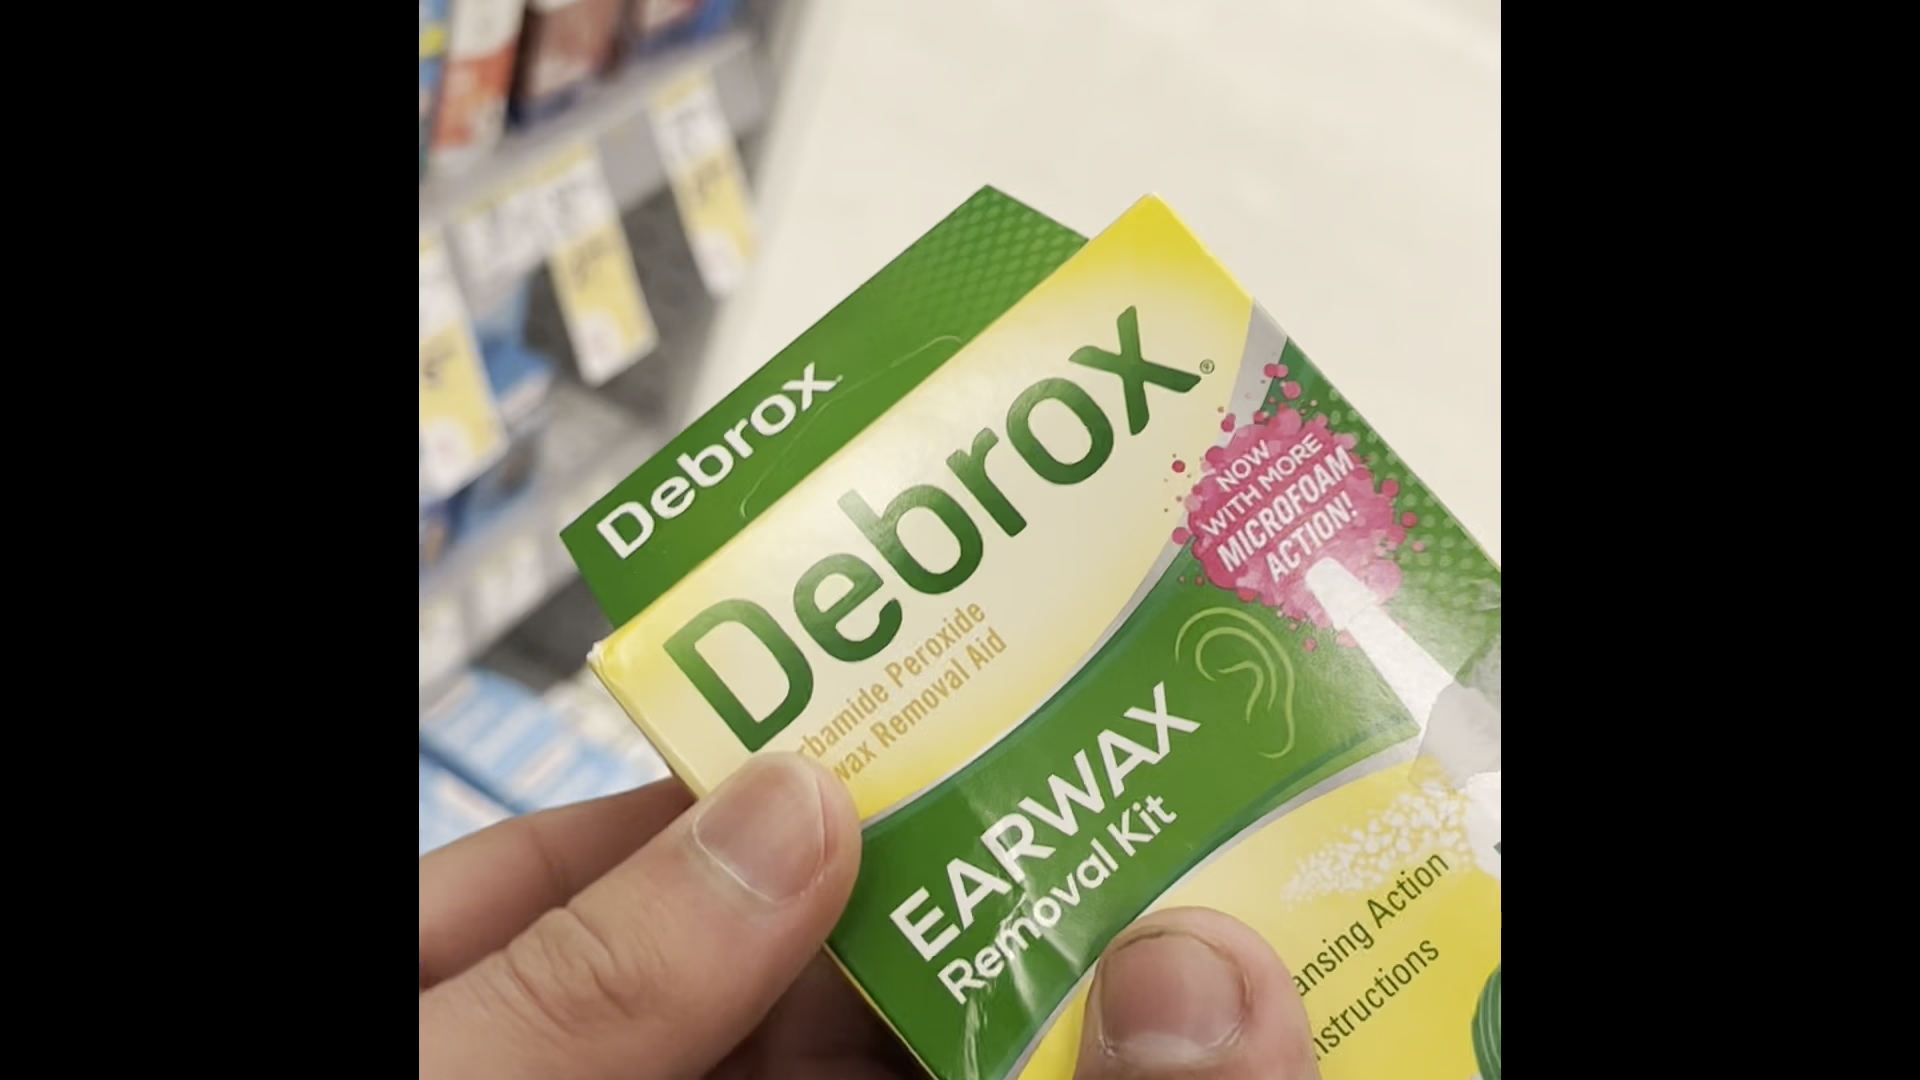 Debrox
Debrox®
rbamide Peroxide
wax Removal Aid
NOW
WITH MORE
MICROFOAM
ACTION!
EARWAX
Removal Kit
ansing Action
nstructions